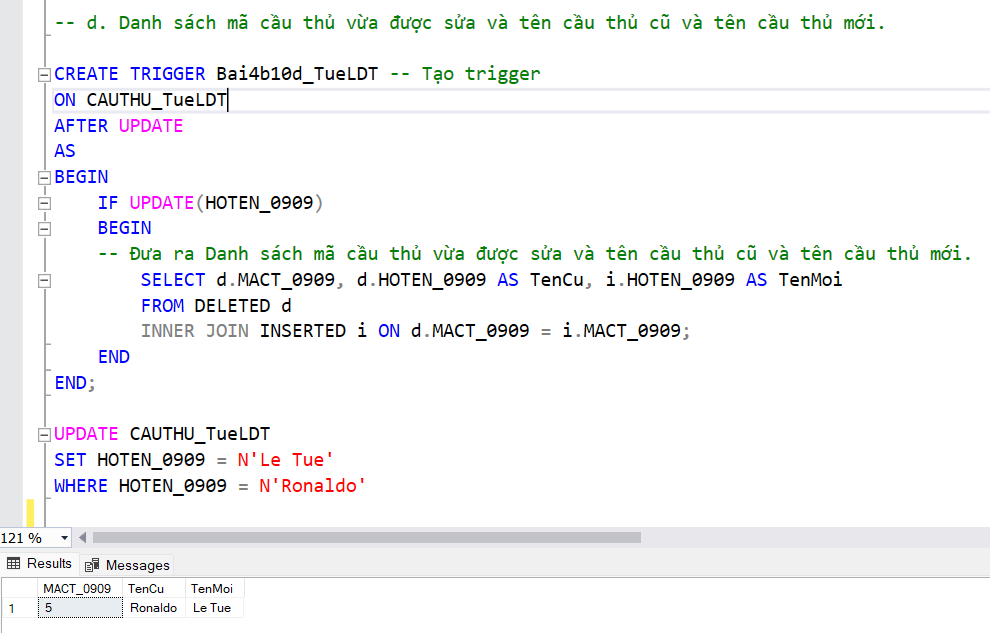 -- d. Danh sách mã cầu thủ vừa được sửa và tên cầu thủ cũ và tên cầu thủ mới.
CREATE TRIGGER Bai4b10d_TueLDT -- Tạo trigger
ON CAUTHU_TueLDT
AFTER UPDATE
AS
BEGIN
IF UPDATE(HOTEN_0909)
BEGIN
-- Đưa ra Danh sách mã cầu thủ vừa được sửa và tên cầu thủ cũ và tên cầu thủ mới.
SELECT d.MACT_0909, d.HOTEN_0909 AS TenCu, i.HOTEN_0909 AS TenMoi
FROM DELETED d
INNER JOIN INSERTED i ON d.MACT_0909 = i.MACT_0909;
END
END;
UPDATE CAUTHU_TueLDT
SET HOTEN_0909 = N'Le Tue'
WHERE HOTEN_0909 = N'Ronaldo'
121 %
Results Messages
MACT_0909 TenCu TenMoi
1 5 Ronaldo Le Tue